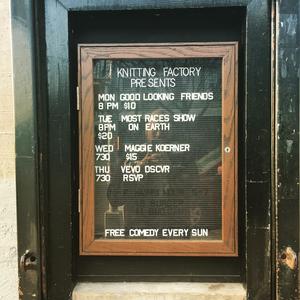 KNITTING FACTORY
PRESENTS
MON GOOD LOOKING FRIENDS
8 PM $10
TUE MOST RACES SHOW
8PM ON EARTH
$20
WED MAGGIE KOERNER
730 $15
THU VEVO DSCVR
730 RSVP
FREE COMEDY EVERY SUN